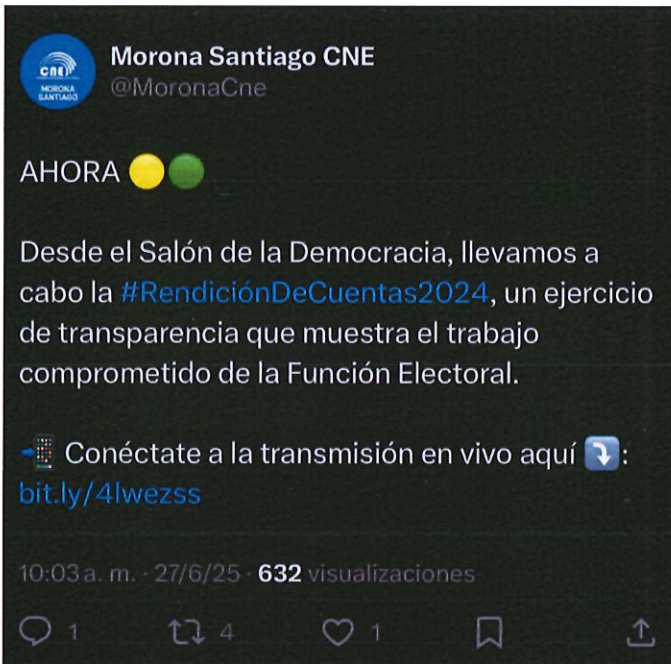 cne
MORONA
SANTIAGO
Morona Santiago CNE
@MoronaCne
AHORA 🟡🟢
Desde el Salón de la Democracia, llevamos a
cabo la #RendiciónDeCuentas2024, un ejercicio
de transparencia que muestra el trabajo
comprometido de la Función Electoral.
📲 Conéctate a la transmisión en vivo aquí ⤵️:
bit.ly/4lwezss
10:03 a. m. · 27/6/25 · 632 visualizaciones
1 4 1